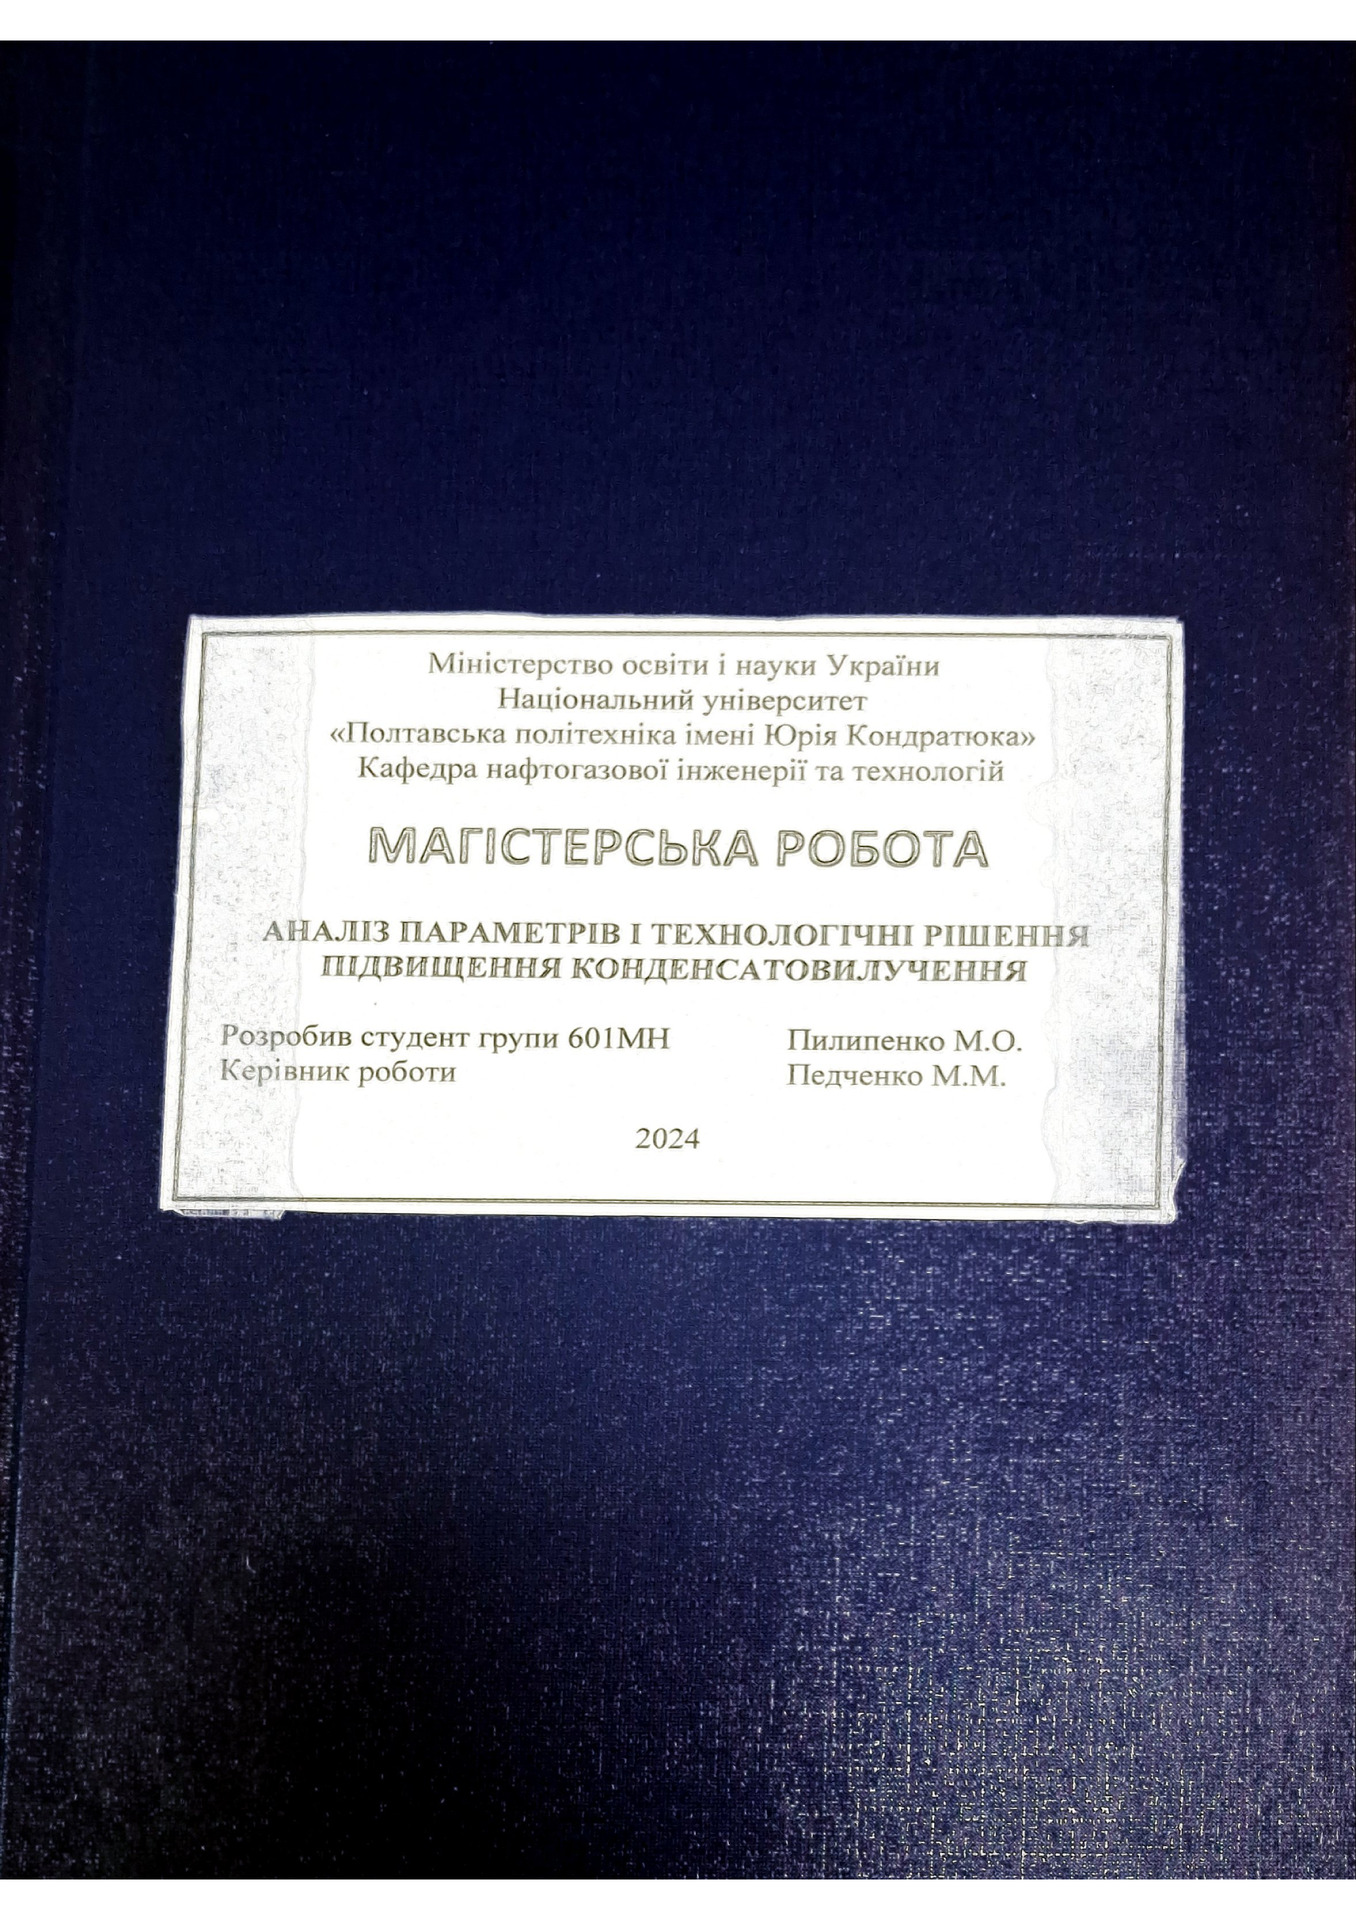 Міністерство освіти і науки України
Національний університет
«Полтавська політехніка імені Юрія Кондратюка»
Кафедра нафтогазової інженерії та технологій
МАГІСТЕРСЬКА РОБОТА
АНАЛІЗ ПАРАМЕТРІВ І ТЕХНОЛОГІЧНІ РІШЕННЯ
ПІДВИЩЕННЯ КОНДЕНСАТОВИЛУЧЕННЯ
Розробив студент групи 601МН Пилипенко М.О.
Керівник роботи Педченко М.М.
2024